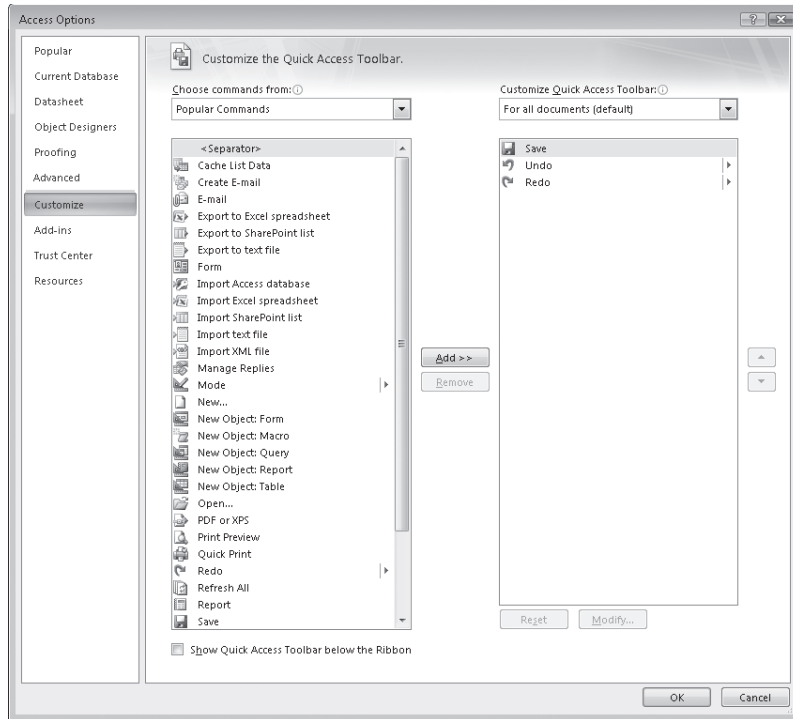 Access Options
Popular
Current Database
Datasheet
Object Designers
Proofing
Advanced
Customize
Add-ins
Trust Center
Resources
Customize the Quick Access Toolbar.
Choose commands from:
Popular Commands
<Separator>
Cache List Data
Create E-mail
E-mail
Export to Excel spreadsheet
Export to SharePoint list
Export to text file
Form
Import Access database
Import Excel spreadsheet
Import SharePoint list
Import text file
Import XML file
Manage Replies
Mode
New...
New Object: Form
New Object: Macro
New Object: Query
New Object: Report
New Object: Table
Open...
PDF or XPS
Print Preview
Quick Print
Redo
Refresh All
Report
Save
Show Quick Access Toolbar below the Ribbon
Add >>
Remove
Customize Quick Access Toolbar:
For all documents (default)
Save
Undo
Redo
Reset
Modify...
OK
Cancel